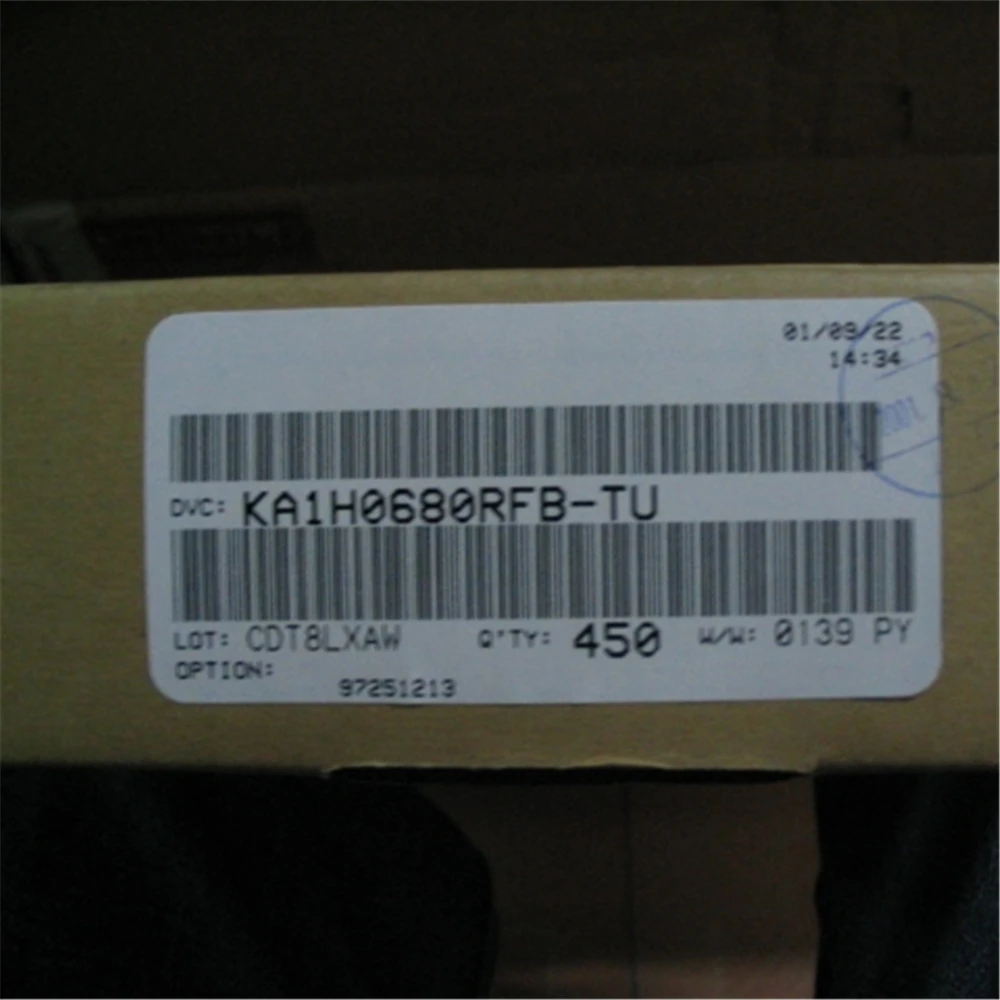 01/09/22
14:34
DVC: KA1H0680RFB-TU
LOT: CDT8LXAW Q'TY: 450 W/W: 0139 PY
OPTION:
97251213